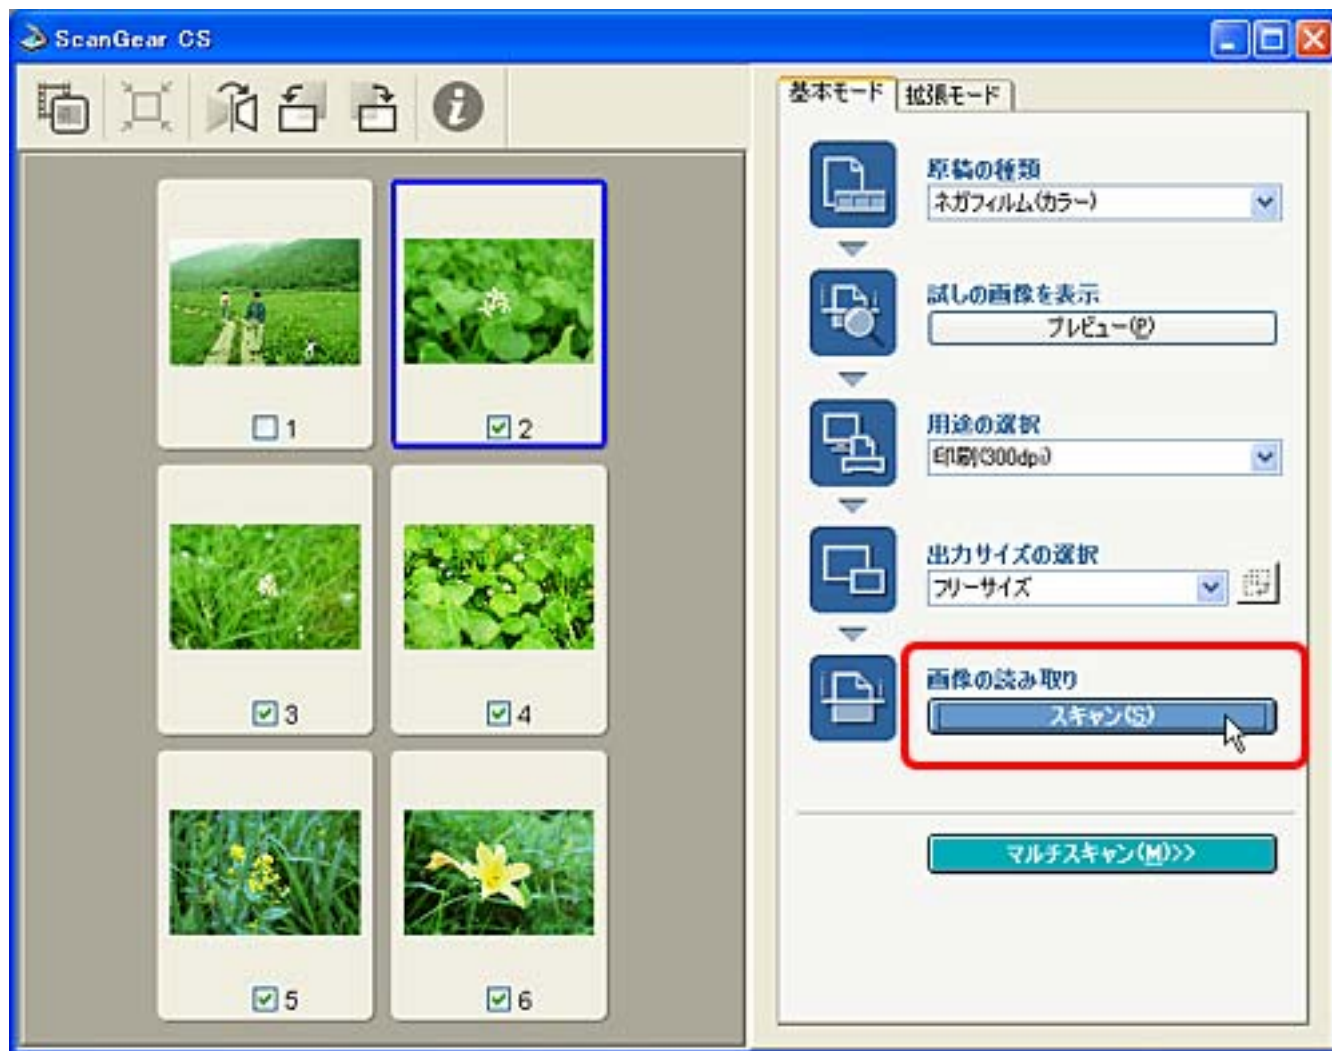 ScanGear CS
基本モード 拡張モード
原稿の種類
ネガフィルム(カラー)
試しの画像を表示
プレビュー(P)
用途の選択
印刷(300dpi)
出力サイズの選択
フリーサイズ
画像の読み取り
スキャン(S)
マルチスキャン(M)>>
1
2
3
4
5
6